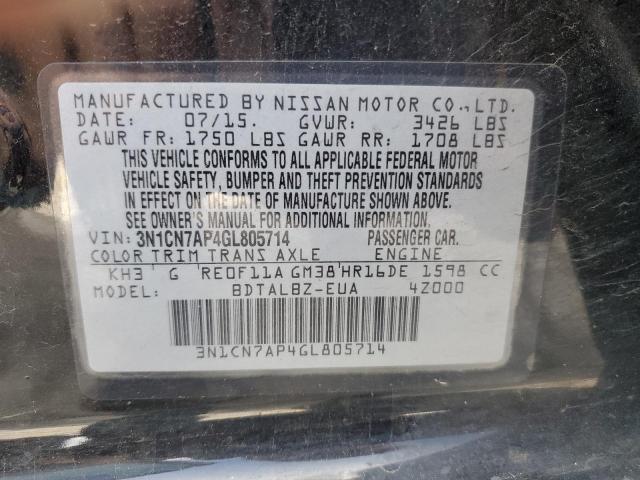 MANUFACTURED BY NISSAN MOTOR CO.,LTD.
DATE: 07/15. GVWR: 3426 LBS
GAWR FR: 1750 LBS GAWR RR: 1708 LBS
THIS VEHICLE CONFORMS TO ALL APPLICABLE FEDERAL MOTOR
VEHICLE SAFETY, BUMPER AND THEFT PREVENTION STANDARDS
IN EFFECT ON THE DATE OF MANUFACTURE SHOWN ABOVE.
SEE OWNER'S MANUAL FOR ADDITIONAL INFORMATION.
VIN: 3N1CN7AP4GL805714 PASSENGER CAR.
COLOR TRIM TRANS AXLE ENGINE
KH3 G RE0F11A GM38 HR16DE 1598 CC
MODEL: BDTALBZ-EUA 4Z000
3N1CN7AP4GL805714